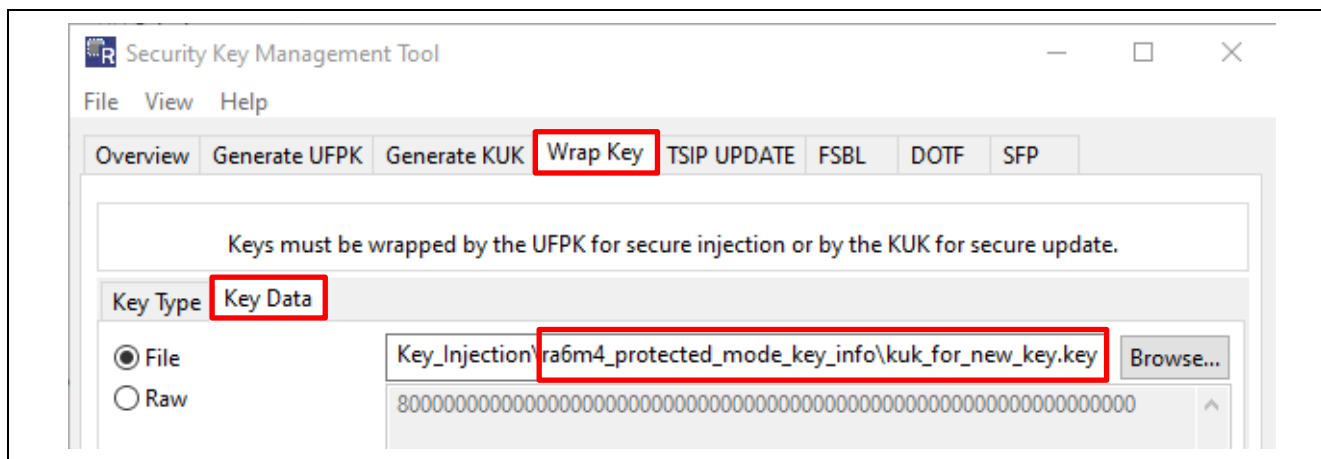 Security Key Management Tool
File View Help
Overview Generate UFPK Generate KUK Wrap Key TSIP UPDATE FSBL DOTF SFP
Keys must be wrapped by the UFPK for secure injection or by the KUK for secure update.
Key Type Key Data
File Key_Injection\ra6m4_protected_mode_key_info\kuk_for_new_key.key Browse...
Raw 8000000000000000000000000000000000000000000000000000000000000000